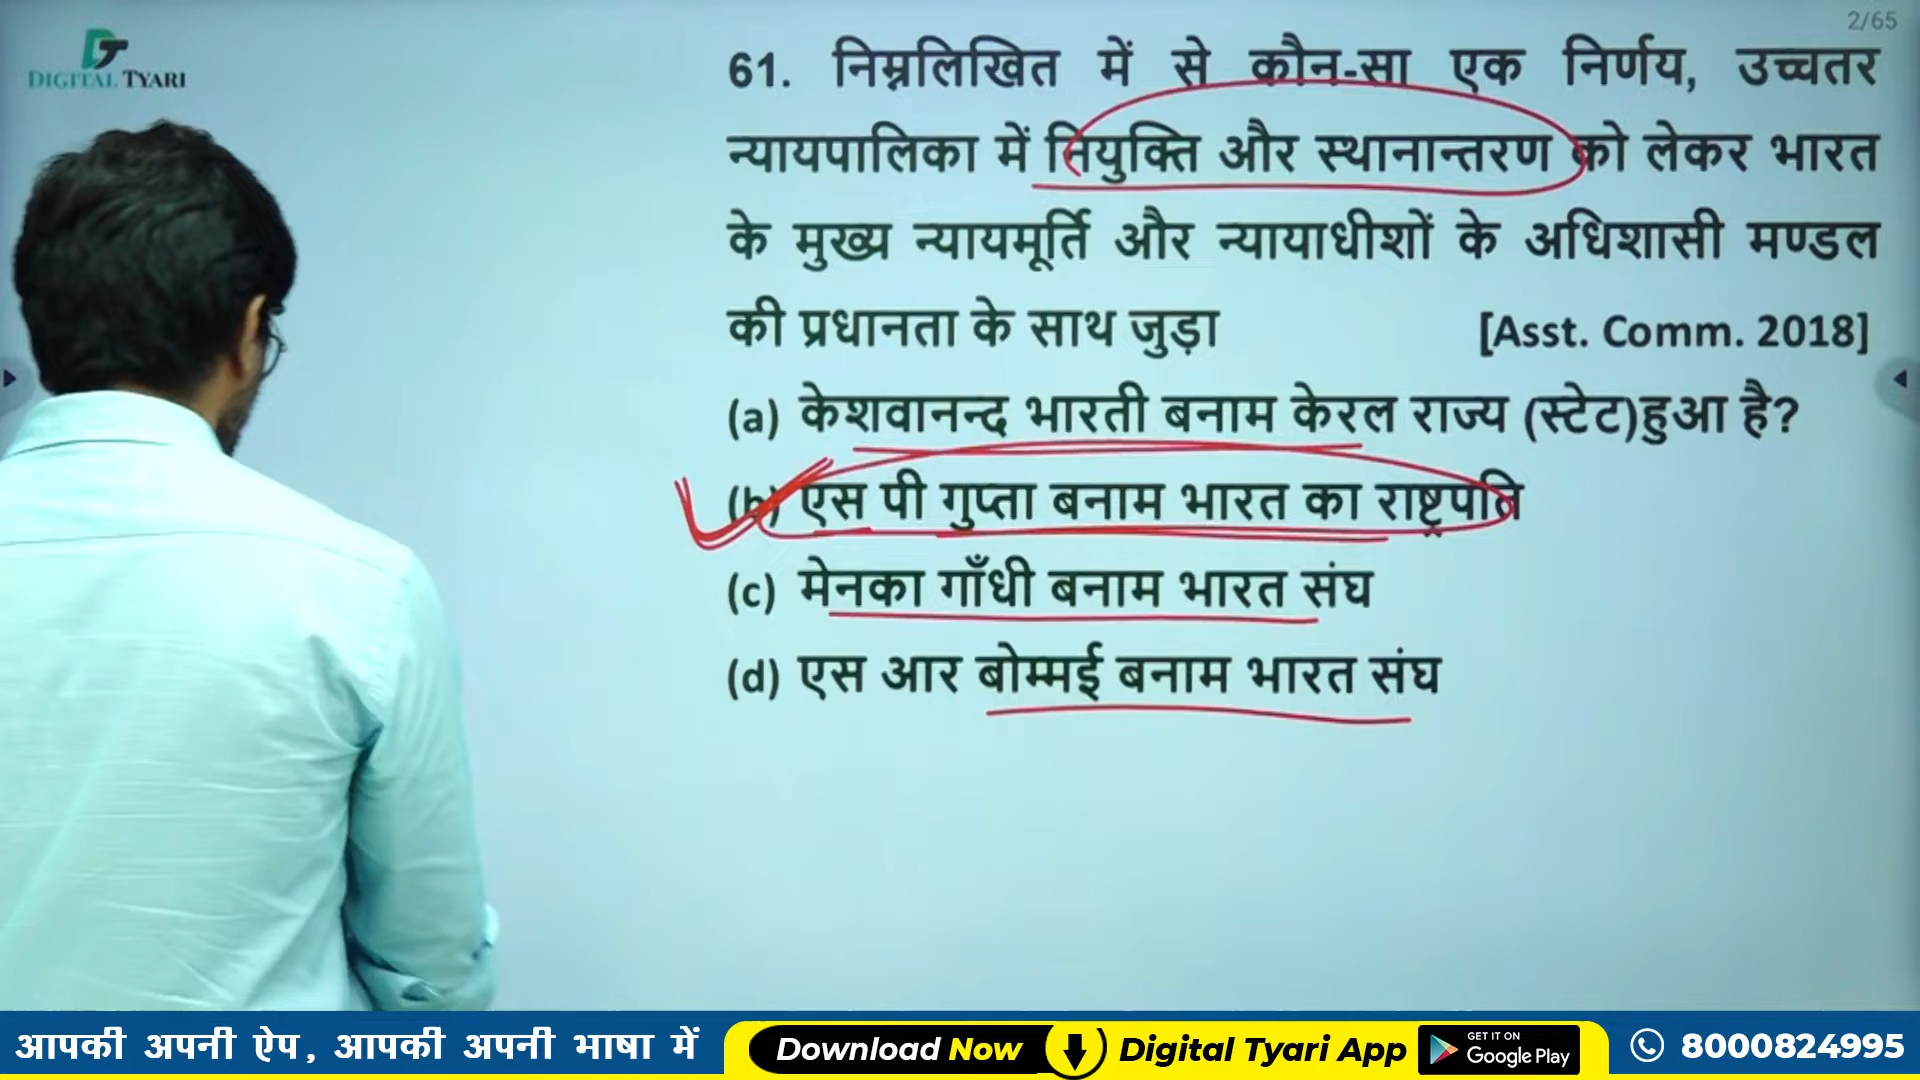 2/65
DT
DIGITAL TYARI
61. निम्नलिखित में से कौन-सा एक निर्णय, उच्चतर
न्यायपालिका में नियुक्ति और स्थानान्तरण को लेकर भारत
के मुख्य न्यायमूर्ति और न्यायाधीशों के अधिशासी मण्डल
की प्रधानता के साथ जुड़ा [Asst. Comm. 2018]
(a) केशवानन्द भारती बनाम केरल राज्य (स्टेट)हुआ है?
(b) एस पी गुप्ता बनाम भारत का राष्ट्रपति
(c) मेनका गाँधी बनाम भारत संघ
(d) एस आर बोम्मई बनाम भारत संघ
आपकी अपनी ऐप, आपकी अपनी भाषा में Download Now Digital Tyari App GET IT ON Google Play 8000824995